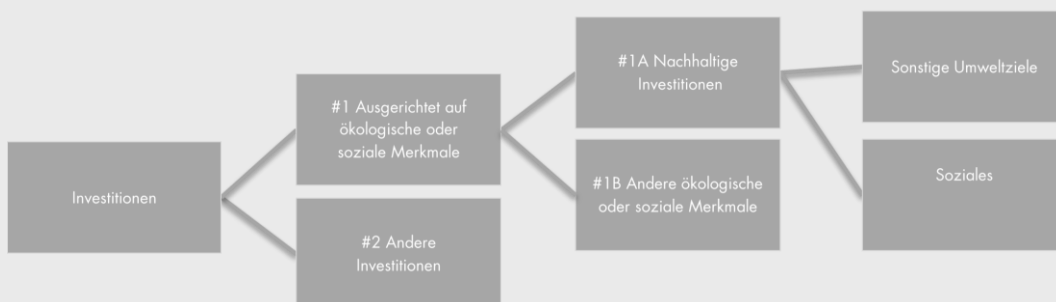 Investitionen
#1 Ausgerichtet auf
ökologische oder
soziale Merkmale
#2 Andere
Investitionen
#1A Nachhaltige
Investitionen
#1B Andere ökologische
oder soziale Merkmale
Sonstige Umweltziele
Soziales